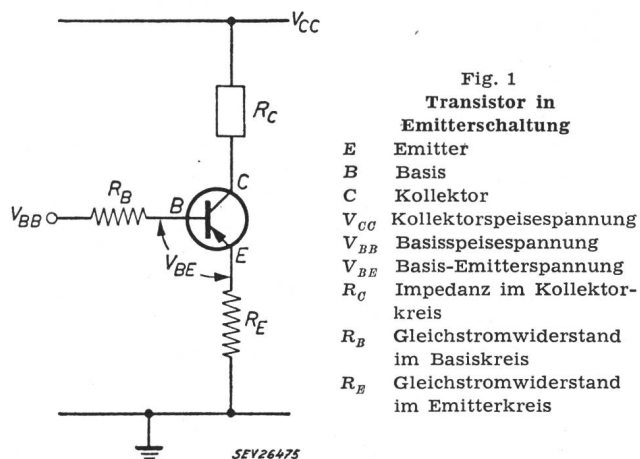 V_CC
R_C
C
R_B
V_BB
B
E
V_BE
R_E
SEV26475
Fig. 1
Transistor in
Emitterschaltung
E Emitter
B Basis
C Kollektor
V_CC Kollektorspeisespannung
V_BB Basisspeisespannung
V_BE Basis-Emitterspannung
R_C Impedanz im Kollektor-
kreis
R_B Gleichstromwiderstand
im Basiskreis
R_E Gleichstromwiderstand
im Emitterkreis